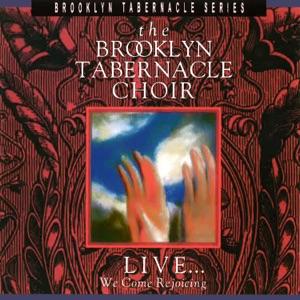 BROOKLYN TABERNACLE SERIES
the
BROOKLYN
TABERNACLE
CHOIR
LIVE...
We Come Rejoicing